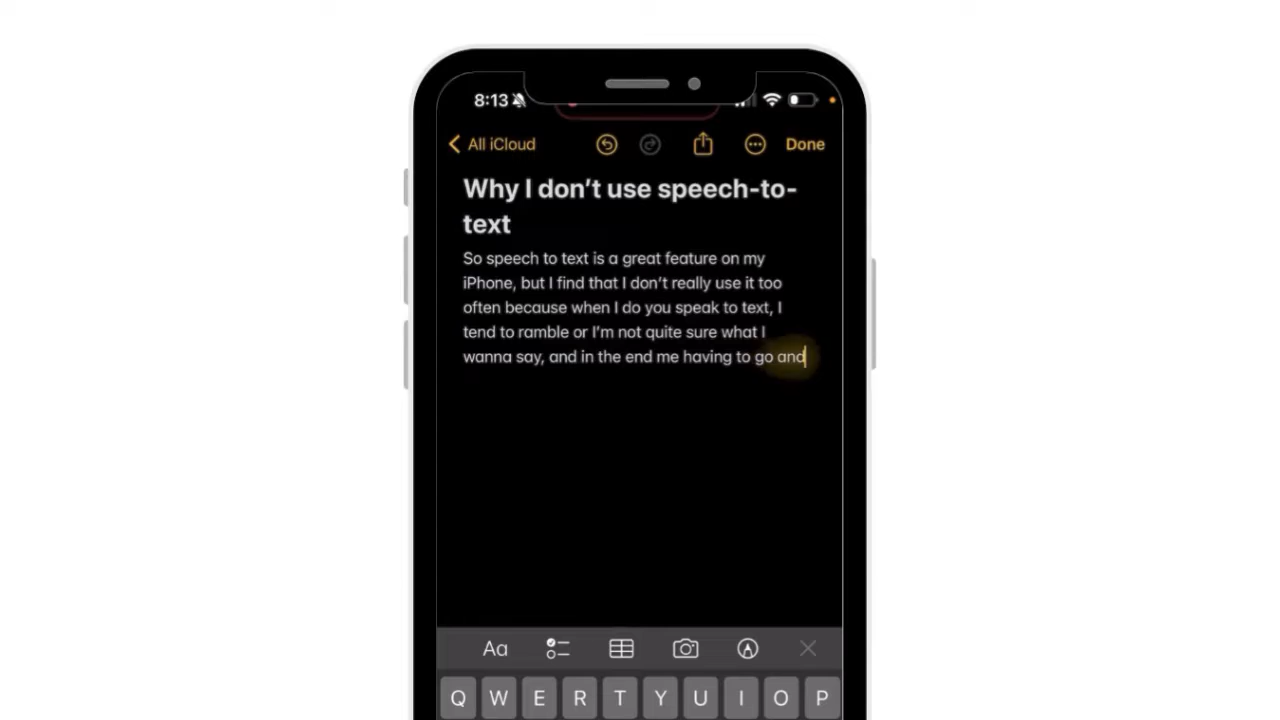 8:13
All iCloud
Done
Why I don't use speech-to-
text
So speech to text is a great feature on my
iPhone, but I find that I don't really use it too
often because when I do you speak to text, I
tend to ramble or I'm not quite sure what I
wanna say, and in the end me having to go and
Aa
Q W E R T Y U I O P